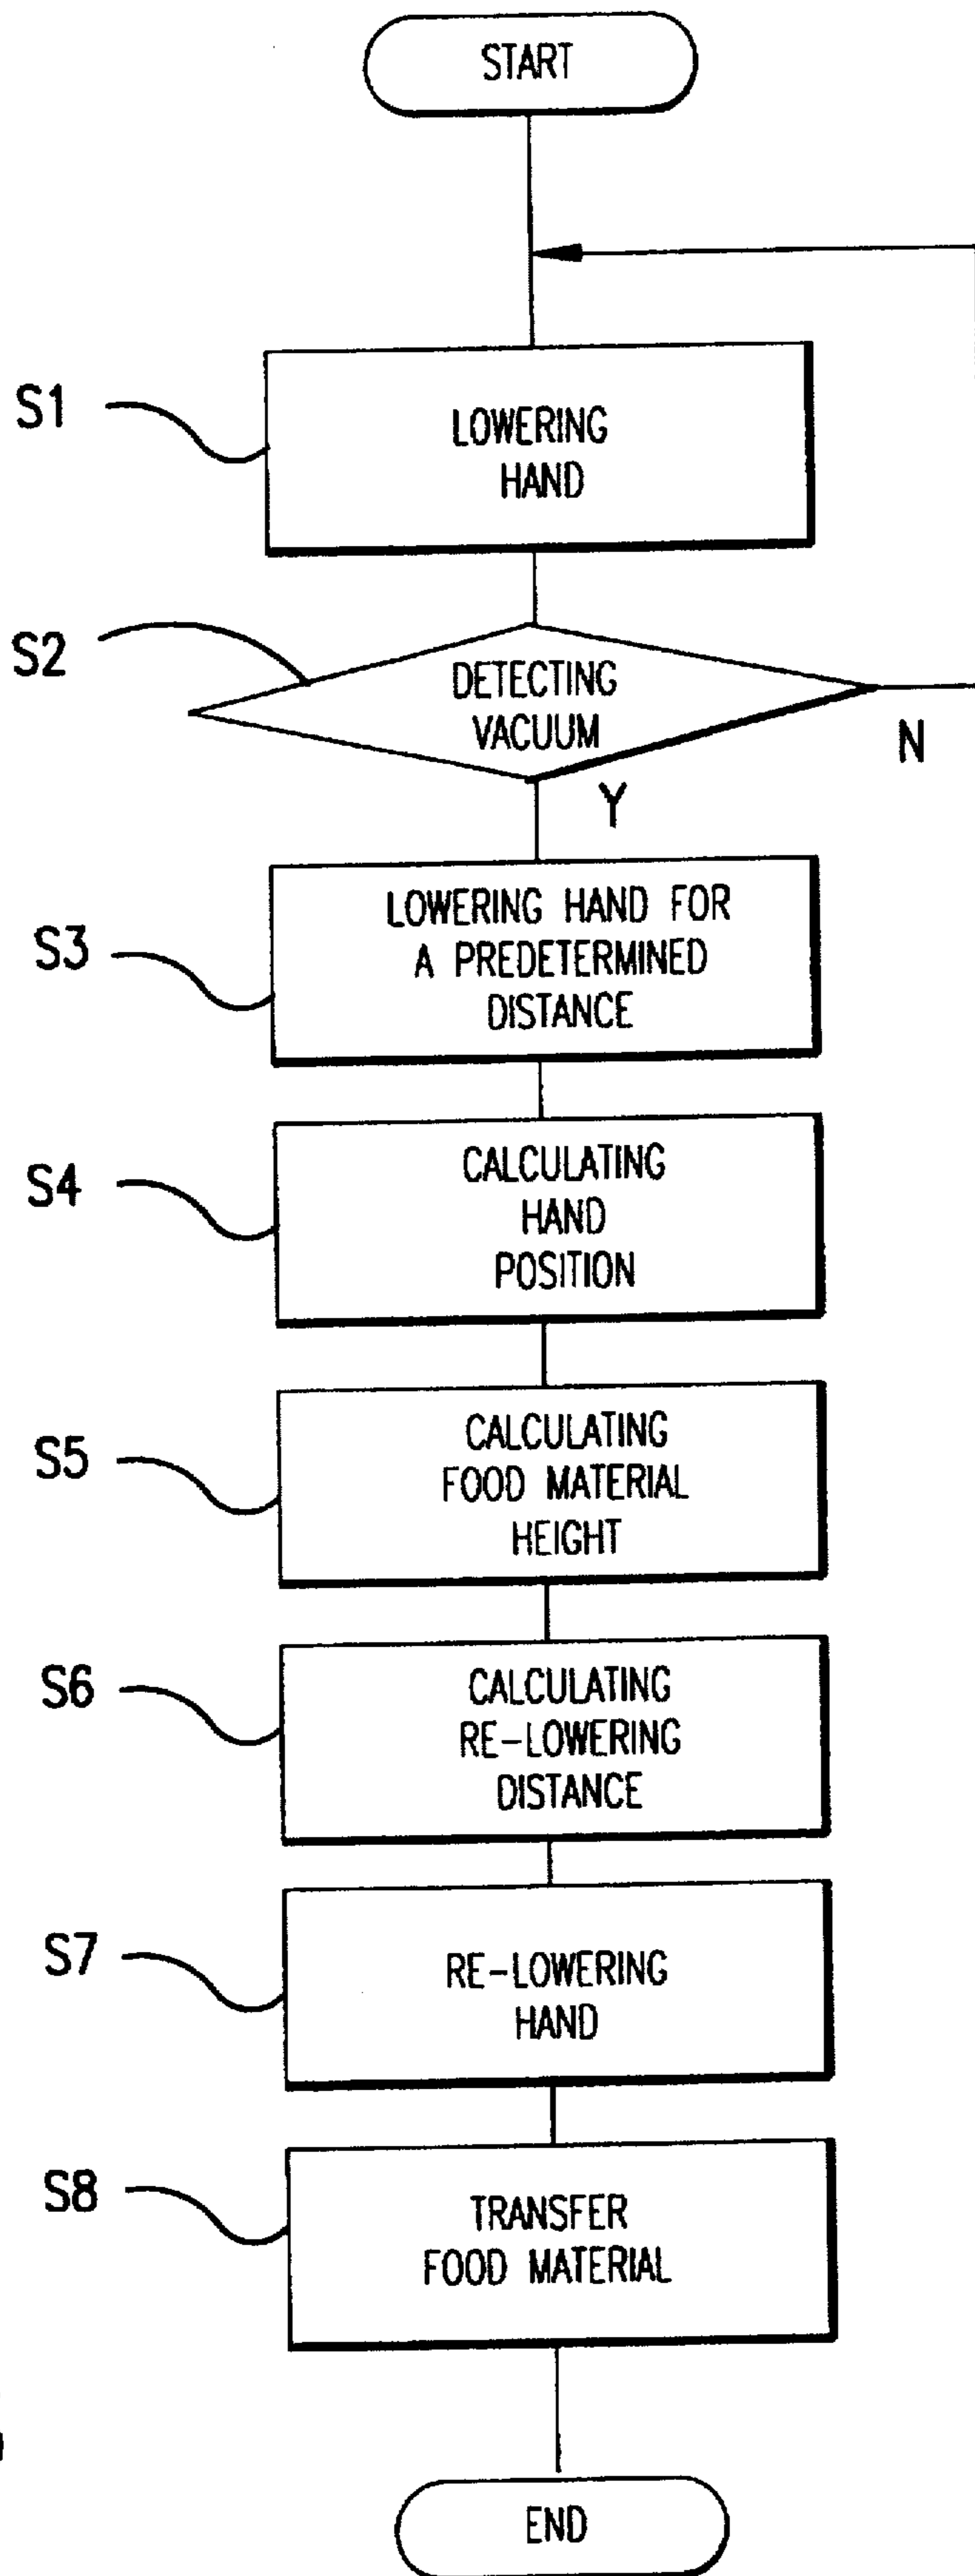 START
S1
LOWERING
HAND
S2
DETECTING
VACUUM
N
Y
S3
LOWERING HAND FOR
A PREDETERMINED
DISTANCE
S4
CALCULATING
HAND
POSITION
S5
CALCULATING
FOOD MATERIAL
HEIGHT
S6
CALCULATING
RE-LOWERING
DISTANCE
S7
RE-LOWERING
HAND
S8
TRANSFER
FOOD MATERIAL
END